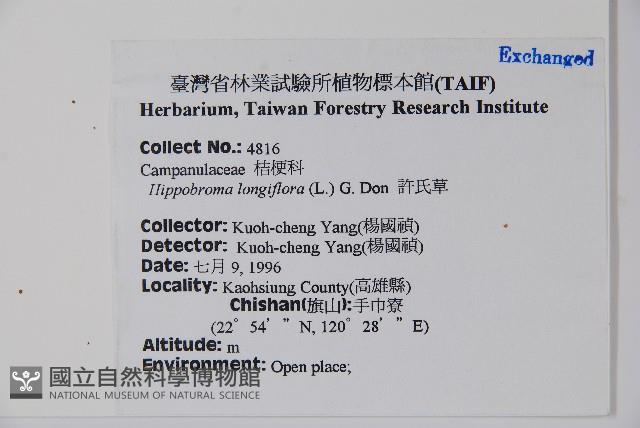 Exchanged
臺灣省林業試驗所植物標本館(TAIF)
Herbarium, Taiwan Forestry Research Institute
Collect No.: 4816
Campanulaceae 桔梗科
Hippobroma longiflora (L.) G. Don 許氏草
Collector: Kuoh-cheng Yang(楊國禎)
Detector: Kuoh-cheng Yang(楊國禎)
Date: 七月 9, 1996
Locality: Kaohsiung County(高雄縣)
Chishan(旗山):手巾寮
(22° 54' " N, 120° 28' " E)
Altitude: m
Environment: Open place;
國立自然科學博物館
NATIONAL MUSEUM OF NATURAL SCIENCE